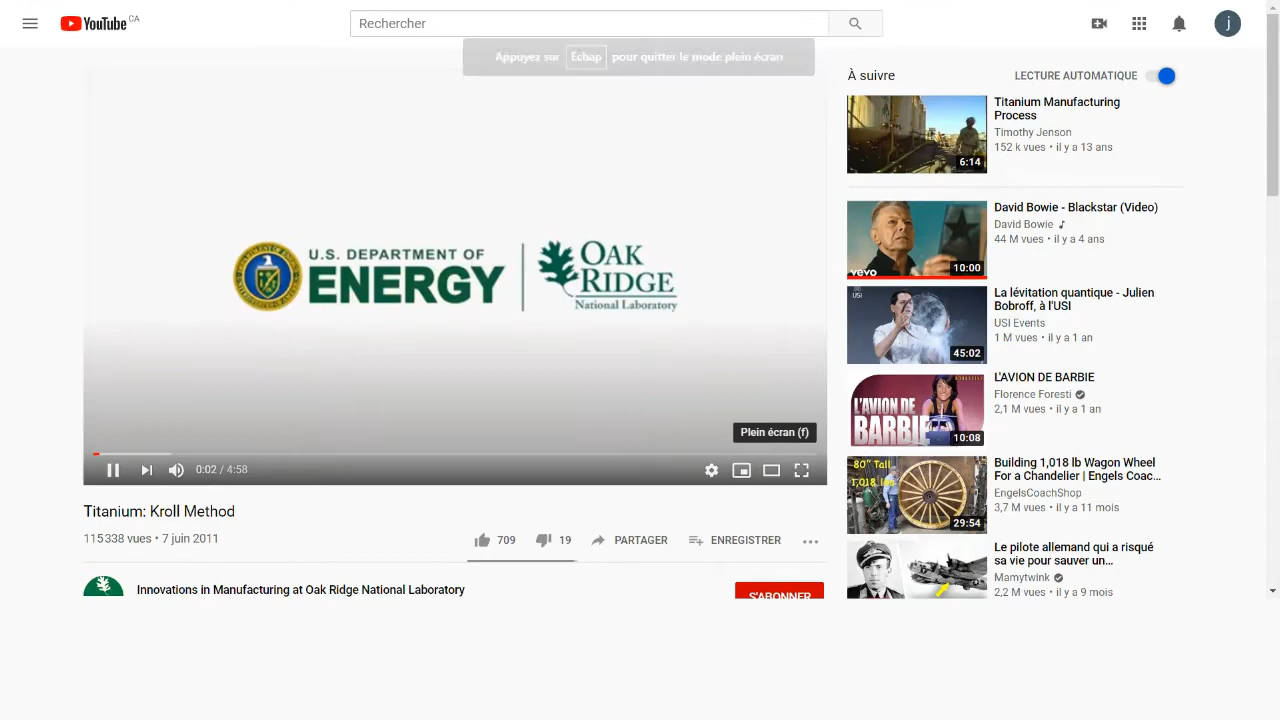 YouTube CA
Rechercher
j
Appuyez sur Échap pour quitter le mode plein écran
U.S. DEPARTMENT OF
ENERGY
OAK
RIDGE
National Laboratory
Plein écran (f)
0:02 / 4:58
Titanium: Kroll Method
115 338 vues • 7 juin 2011
709
19
PARTAGER
ENREGISTRER
Innovations in Manufacturing at Oak Ridge National Laboratory
S'ABONNER
À suivre
LECTURE AUTOMATIQUE
6:14
Titanium Manufacturing
Process
Timothy Jenson
152 k vues • il y a 13 ans
vevo
10:00
David Bowie - Blackstar (Video)
David Bowie
44 M vues • il y a 4 ans
USI
45:02
La lévitation quantique - Julien
Bobroff, à l'USI
USI Events
1 M vues • il y a 1 an
L'AVION DE
BARBIE
10:08
L'AVION DE BARBIE
Florence Foresti
2,1 M vues • il y a 1 an
80" Tall
1,018 lbs
29:54
Building 1,018 lb Wagon Wheel
For a Chandelier | Engels Coac...
EngelsCoachShop
3,7 M vues • il y a 11 mois
Le pilote allemand qui a risqué
sa vie pour sauver un...
Mamytwink
2,2 M vues • il y a 9 mois